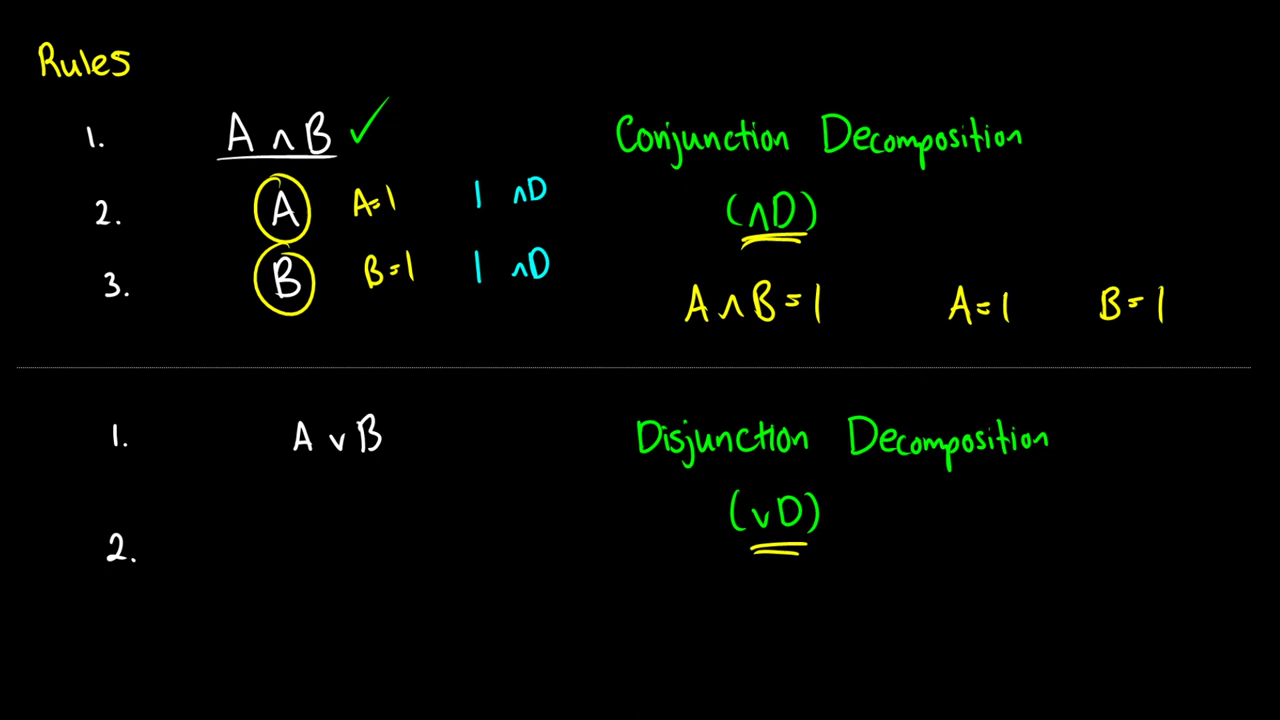 Rules
1. A ∧ B ✓ Conjunction Decomposition
2. A A=1 1 ∧D (∧D)
3. B B=1 1 ∧D
A ∧ B = 1 A=1 B=1
1. A ∨ B Disjunction Decomposition
(∨D)
2.